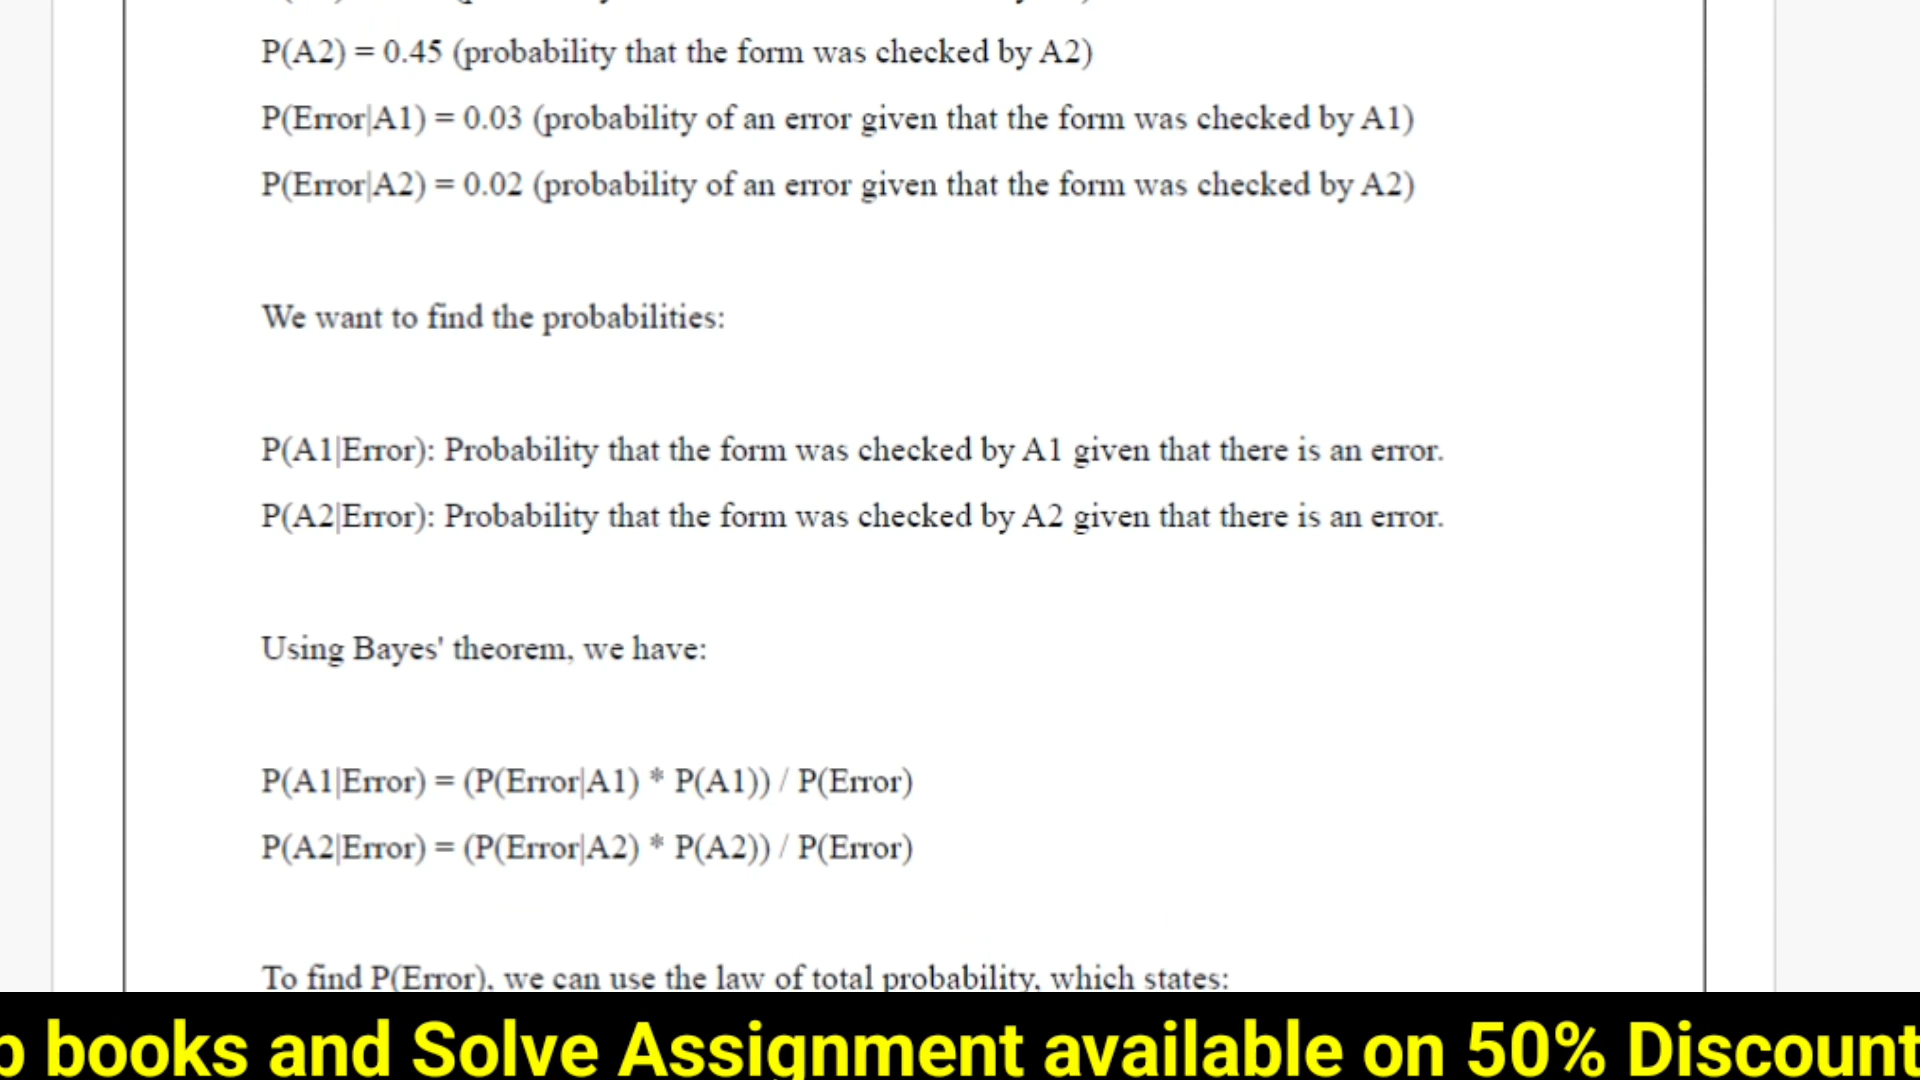 P(A2) = 0.45 (probability that the form was checked by A2)
P(Error|A1) = 0.03 (probability of an error given that the form was checked by A1)
P(Error|A2) = 0.02 (probability of an error given that the form was checked by A2)
We want to find the probabilities:
P(A1|Error): Probability that the form was checked by A1 given that there is an error.
P(A2|Error): Probability that the form was checked by A2 given that there is an error.
Using Bayes' theorem, we have:
P(A1|Error) = (P(Error|A1) * P(A1)) / P(Error)
P(A2|Error) = (P(Error|A2) * P(A2)) / P(Error)
To find P(Error), we can use the law of total probability, which states:
books and Solve Assignment available on 50% Discount